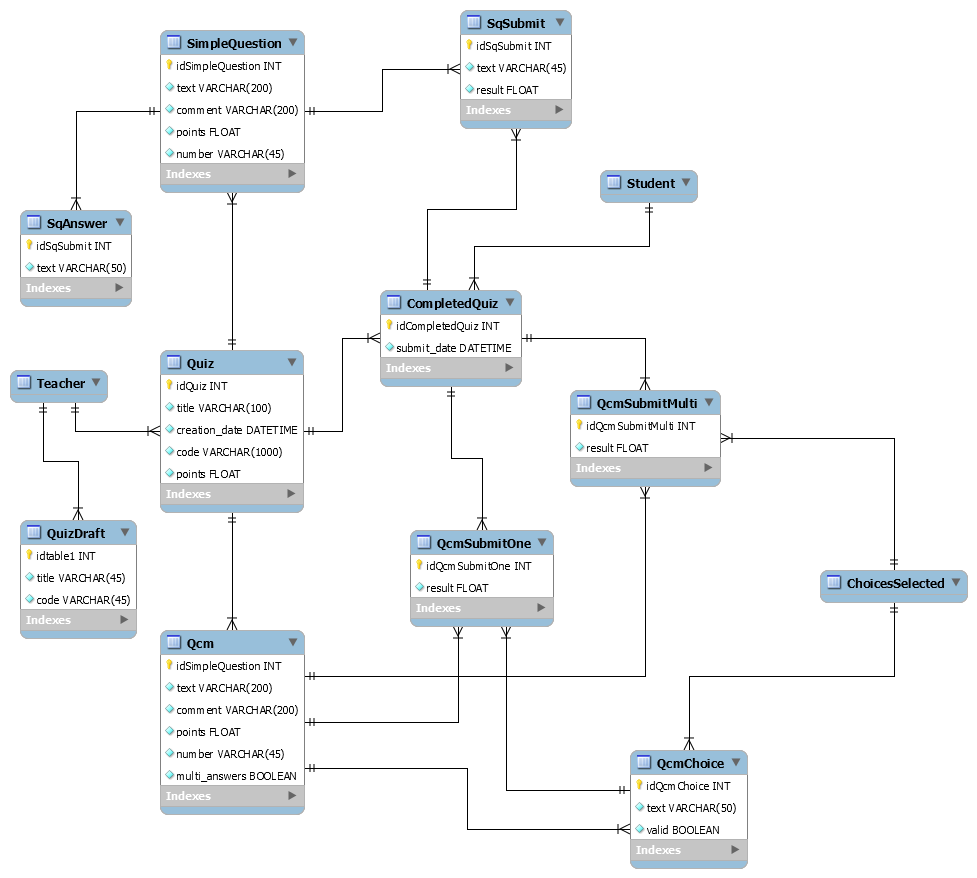 SqSubmit
idSqSubmit INT
text VARCHAR(45)
result FLOAT
Indexes
SimpleQuestion
idSimpleQuestion INT
text VARCHAR(200)
comment VARCHAR(200)
points FLOAT
number VARCHAR(45)
Indexes
Student
SqAnswer
idSqSubmit INT
text VARCHAR(50)
Indexes
CompletedQuiz
idCompletedQuiz INT
submit_date DATETIME
Indexes
Quiz
idQuiz INT
title VARCHAR(100)
creation_date DATETIME
code VARCHAR(1000)
points FLOAT
Indexes
Teacher
QcmSubmitMulti
idQcmSubmitMulti INT
result FLOAT
Indexes
QuizDraft
idtable1 INT
title VARCHAR(45)
code VARCHAR(45)
Indexes
QcmSubmitOne
idQcmSubmitOne INT
result FLOAT
Indexes
ChoicesSelected
Qcm
idSimpleQuestion INT
text VARCHAR(200)
comment VARCHAR(200)
points FLOAT
number VARCHAR(45)
multi_answers BOOLEAN
Indexes
QcmChoice
idQcmChoice INT
text VARCHAR(50)
valid BOOLEAN
Indexes